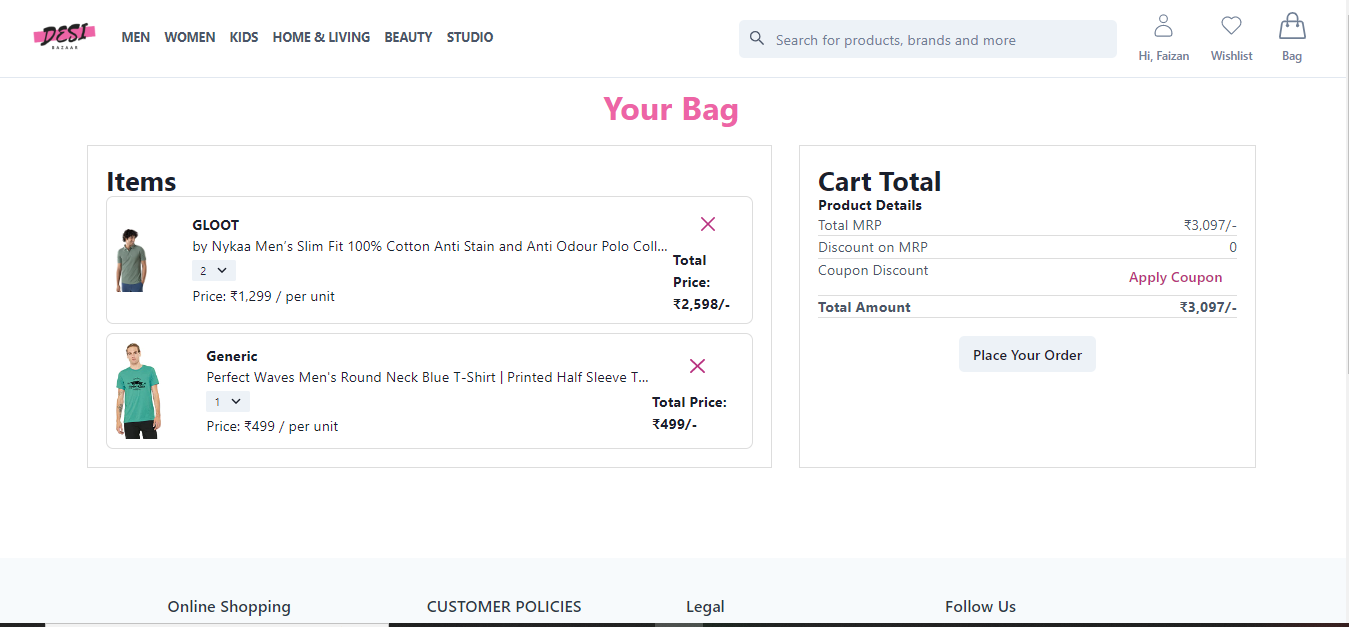 DESI
BAZAAR
MEN WOMEN KIDS HOME & LIVING BEAUTY STUDIO
Search for products, brands and more
Hi, Faizan
Wishlist
Bag
Your Bag
Items
GLOOT
by Nykaa Men's Slim Fit 100% Cotton Anti Stain and Anti Odour Polo Coll...
2
Price: ₹1,299 / per unit
Total
Price:
₹2,598/-
Generic
Perfect Waves Men's Round Neck Blue T-Shirt | Printed Half Sleeve T...
1
Price: ₹499 / per unit
Total Price:
₹499/-
Cart Total
Product Details
Total MRP ₹3,097/-
Discount on MRP 0
Coupon Discount Apply Coupon
Total Amount ₹3,097/-
Place Your Order
Online Shopping CUSTOMER POLICIES Legal Follow Us